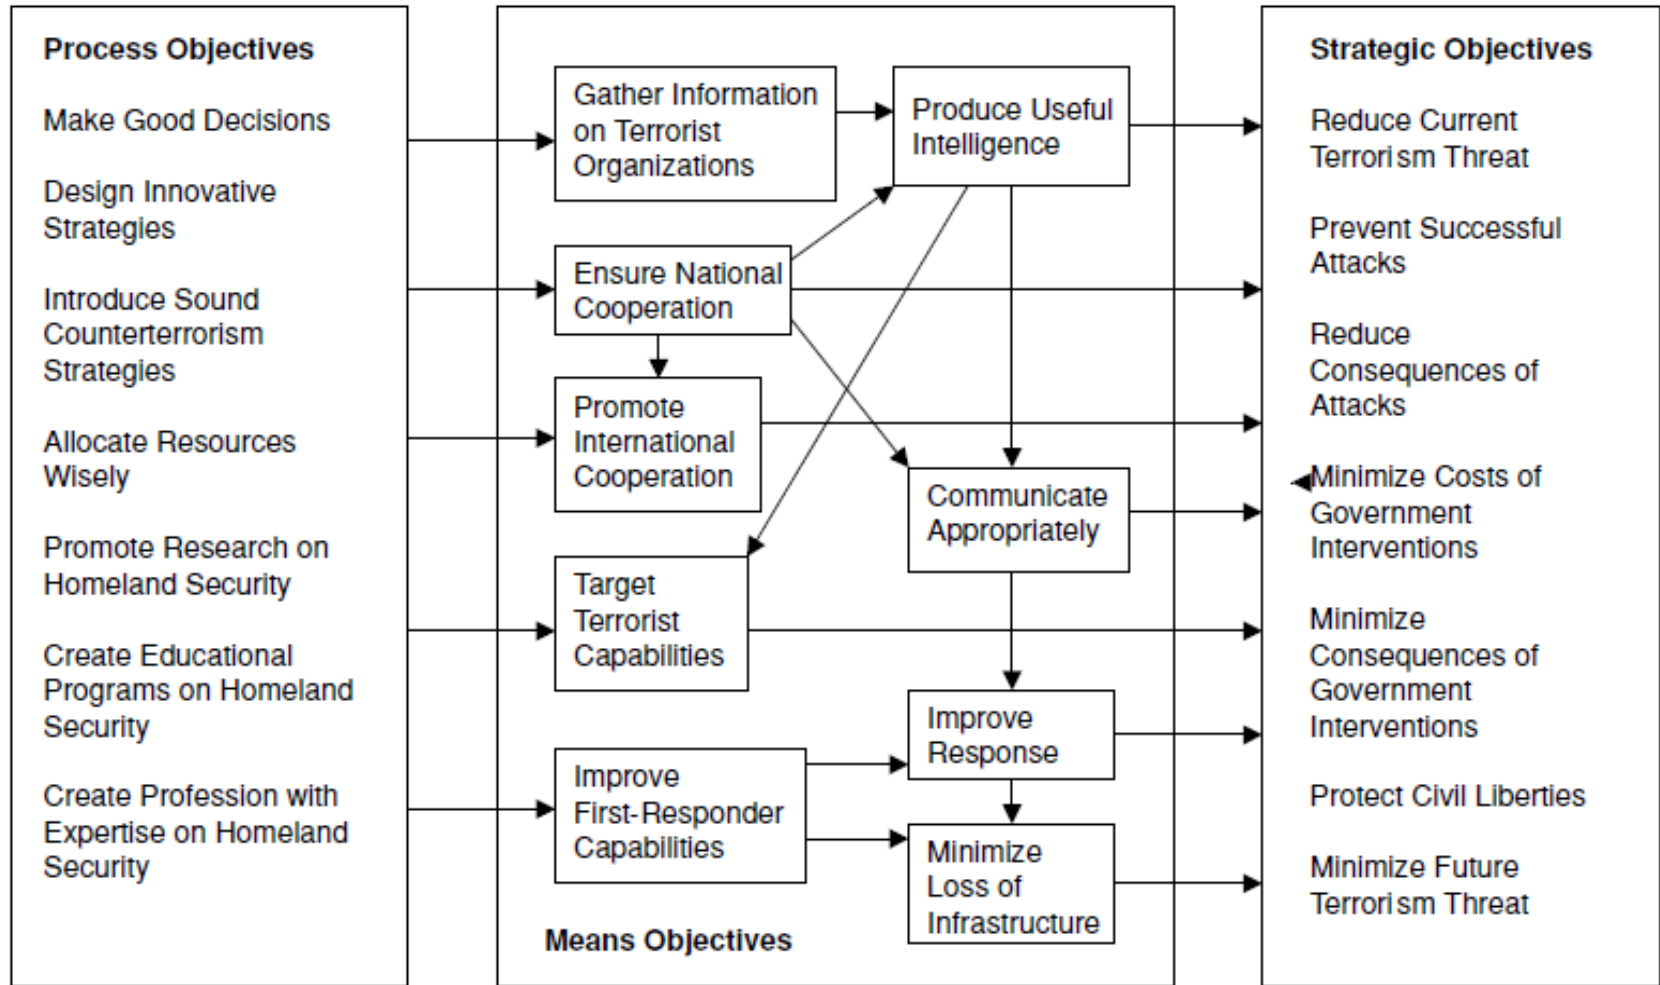 Process Objectives
Make Good Decisions
Design Innovative
Strategies
Introduce Sound
Counterterrorism
Strategies
Allocate Resources
Wisely
Promote Research on
Homeland Security
Create Educational
Programs on Homeland
Security
Create Profession with
Expertise on Homeland
Security
Gather Information
on Terrorist
Organizations
Produce Useful
Intelligence
Ensure National
Cooperation
Promote
International
Cooperation
Communicate
Appropriately
Target
Terrorist
Capabilities
Improve
Response
Improve
First-Responder
Capabilities
Minimize
Loss of
Infrastructure
Means Objectives
Strategic Objectives
Reduce Current
Terrorism Threat
Prevent Successful
Attacks
Reduce
Consequences of
Attacks
Minimize Costs of
Government
Interventions
Minimize
Consequences of
Government
Interventions
Protect Civil Liberties
Minimize Future
Terrorism Threat